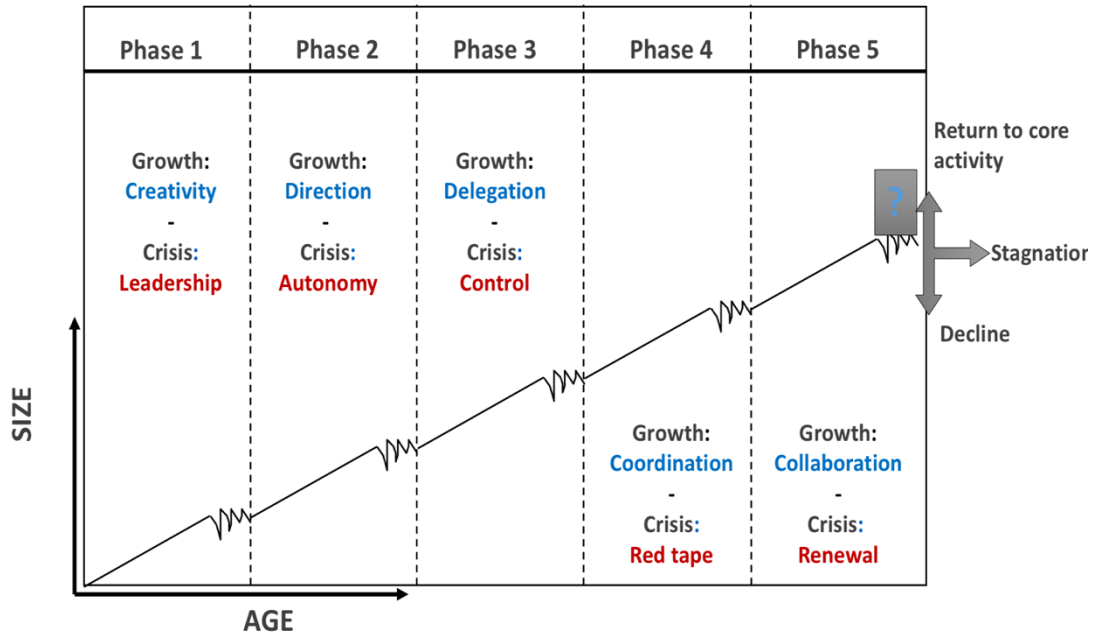 Phase 1
Phase 2
Phase 3
Phase 4
Phase 5
Growth:
Creativity
-
Crisis:
Leadership
Growth:
Direction
-
Crisis:
Autonomy
Growth:
Delegation
-
Crisis:
Control
Growth:
Coordination
-
Crisis:
Red tape
Growth:
Collaboration
-
Crisis:
Renewal
?
Return to core
activity
Stagnation
Decline
SIZE
AGE